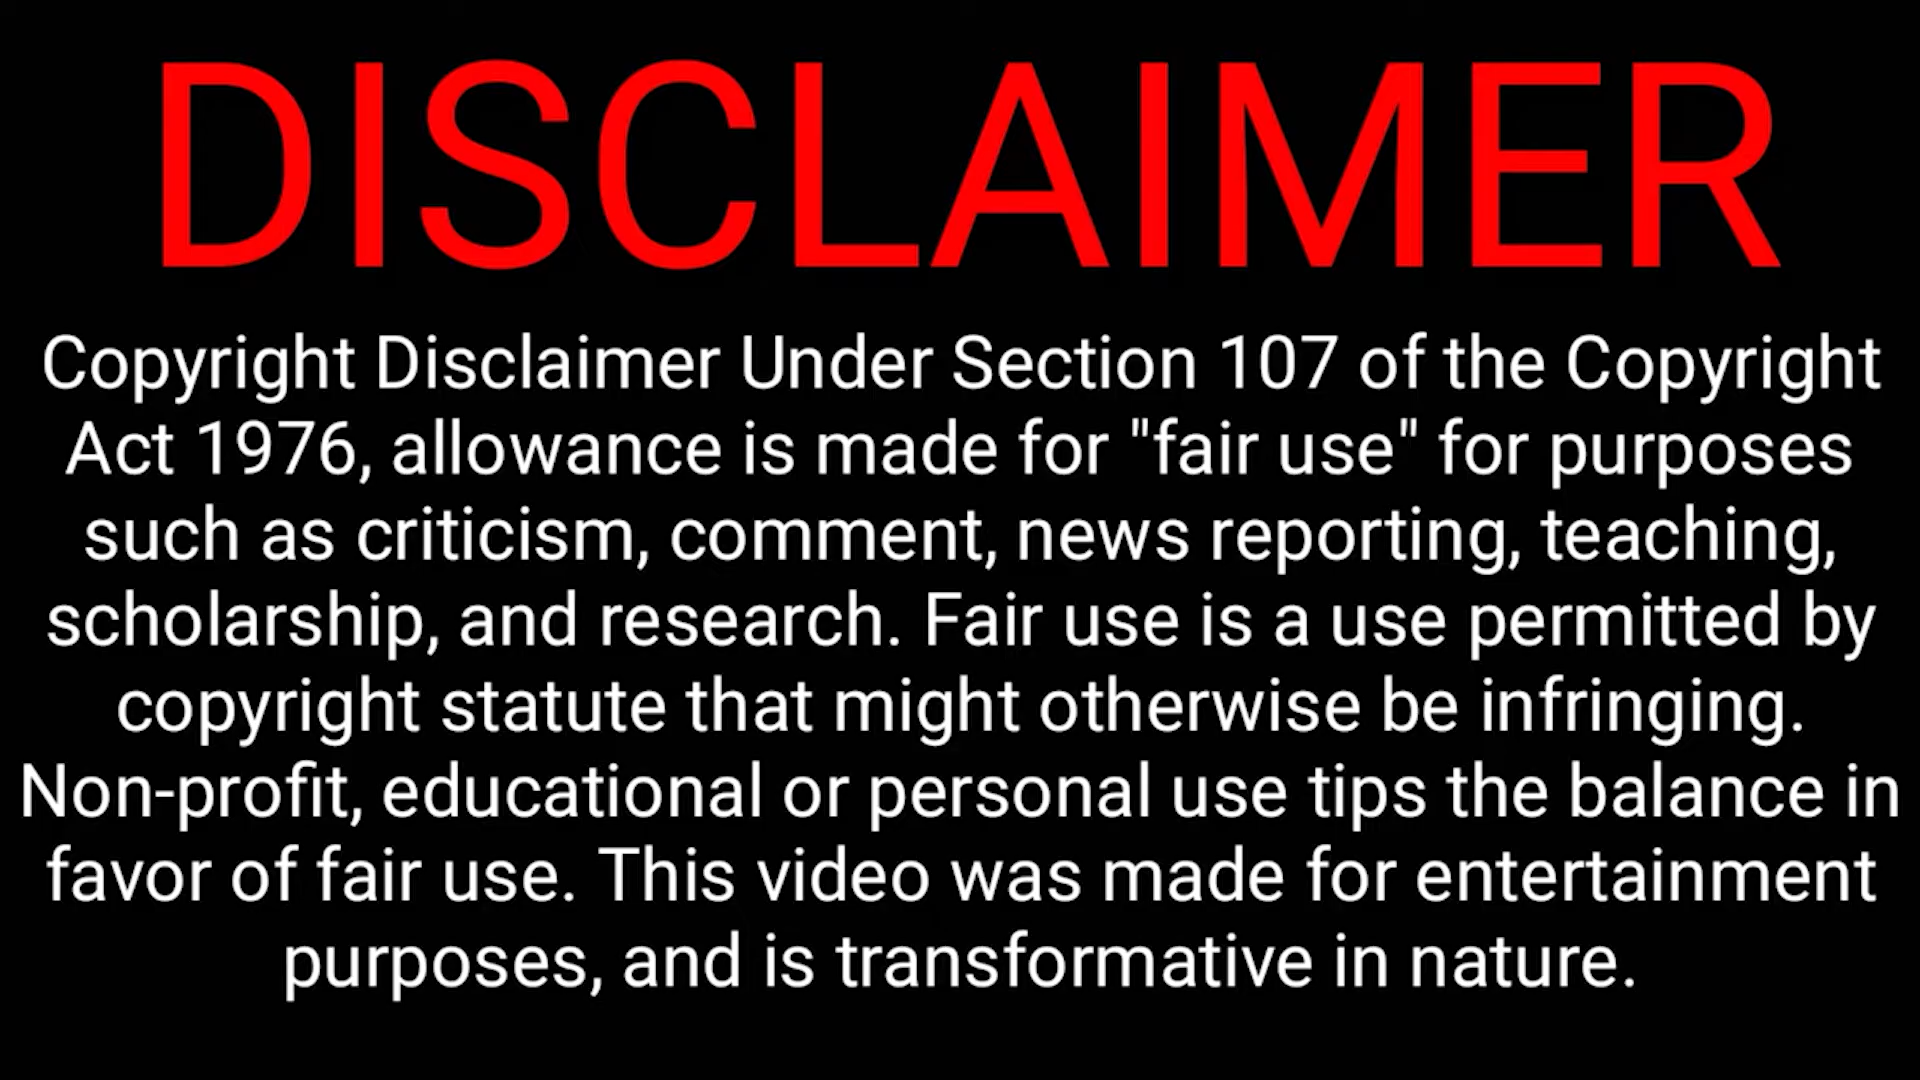 DISCLAIMER
Copyright Disclaimer Under Section 107 of the Copyright
Act 1976, allowance is made for "fair use" for purposes
such as criticism, comment, news reporting, teaching,
scholarship, and research. Fair use is a use permitted by
copyright statute that might otherwise be infringing.
Non-profit, educational or personal use tips the balance in
favor of fair use. This video was made for entertainment
purposes, and is transformative in nature.